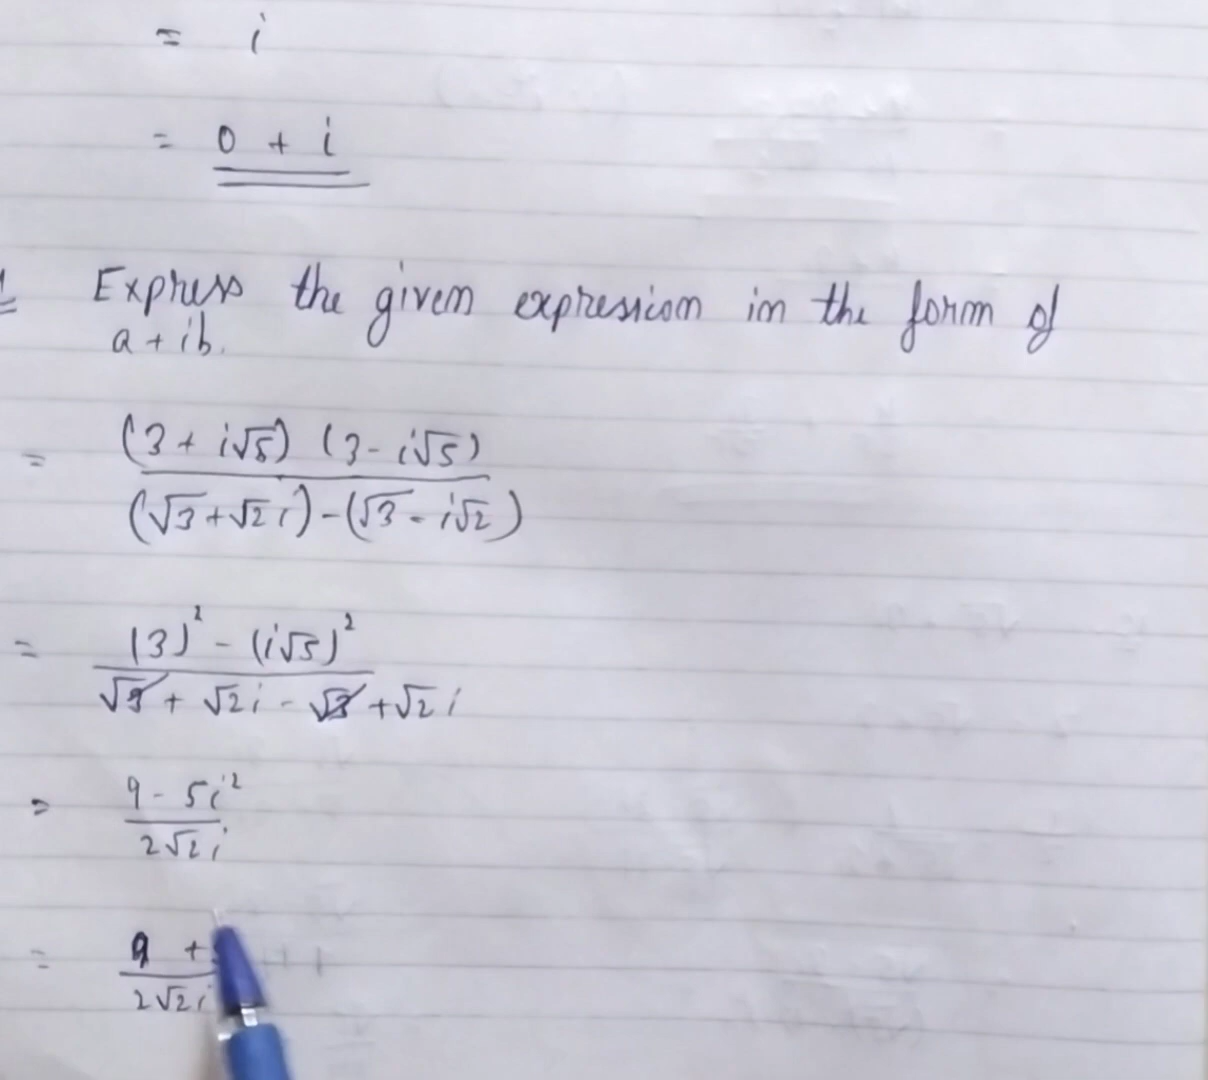 = i
= 0 + i
Express the given expression in the form of
a + ib.
= (3 + i√5) (3 - i√5)
(√3 + √2 i) - (√3 - i√2)
= (3)² - (i√5)²
√3 + √2 i - √3 + √2 i
= 9 - 5i²
2√2 i
= 9 +
2√2 i